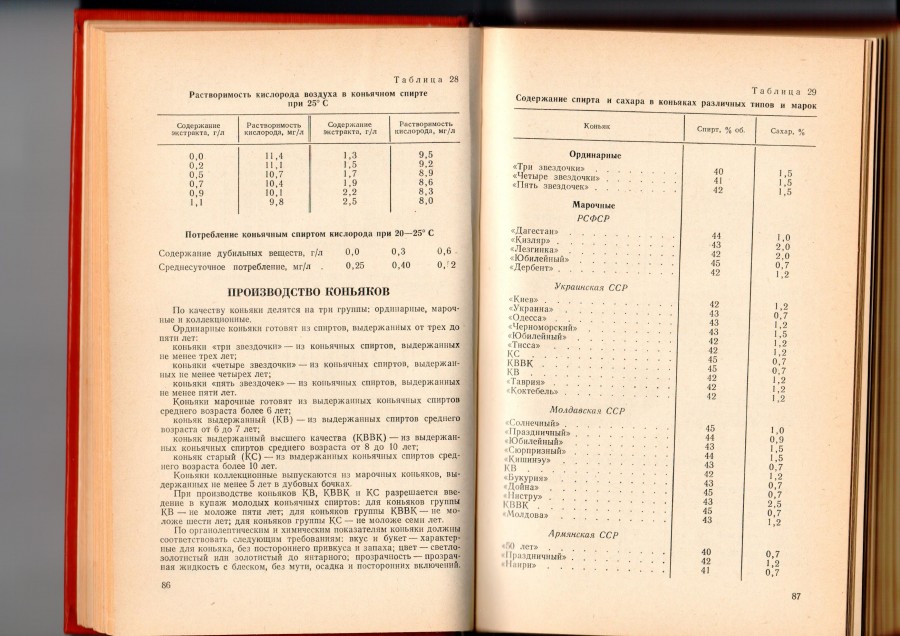 Таблица 28
Растворимость кислорода воздуха в коньячном спирте
при 25° С
Содержание экстракта, г/л Растворимость кислорода, мг/л Содержание экстракта, г/л Растворимость кислорода, мг/л
0,0 11,4 1,3 9,5
0,2 11,1 1,5 9,2
0,5 10,7 1,7 8,9
0,7 10,4 1,9 8,6
0,9 10,1 2,2 8,3
1,1 9,8 2,5 8,0
Потребление коньячным спиртом кислорода при 20—25° С
Содержание дубильных веществ, г/л 0,0 0,3 0,6
Среднесуточное потребление, мг/л . 0,25 0,40
ПРОИЗВОДСТВО КОНЬЯКОВ
По качеству коньяки делятся на три группы: ординарные, мароч-
ные и коллекционные.
Ординарные коньяки готовят из спиртов, выдержанных от трех до
пяти лет:
коньяки «три звездочки» — из коньячных спиртов, выдержанных
не менее трех лет;
коньяки «четыре звездочки» — из коньячных спиртов, выдержан-
ных не менее четырех лет;
коньяки «пять звездочек» — из коньячных спиртов, выдержанных
не менее пяти лет.
Коньяки марочные готовят из выдержанных коньячных спиртов
среднего возраста более 6 лет;
коньяк выдержанный (КВ) — из выдержанных спиртов среднего
возраста от 6 до 7 лет;
коньяк выдержанный высшего качества (КВВК) — из выдержан-
ных коньячных спиртов среднего возраста от 8 до 10 лет;
коньяк старый (КС) — из выдержанных коньячных спиртов сред-
него возраста более 10 лет.
Коньяки коллекционные выпускаются из марочных коньяков, вы-
держанных не менее 5 лет в дубовых бочках.
При производстве коньяков КВ, КВВК и КС разрешается вве-
дение в купаж молодых коньячных спиртов: для коньяков группы
КВ — не моложе пяти лет; для коньяков группы КВВК — не мо-
ложе шести лет; для коньяков группы КС — не моложе семи лет.
По органолептическим и химическим показателям коньяки должны
соответствовать следующим требованиям: вкус и букет — характер-
ные для коньяка, без постороннего привкуса и запаха; цвет — светло-
золотистый или золотистый до янтарного; прозрачность — прозрач-
ная жидкость с блеском, без мути, осадка и посторонних включений.
86
Таблица 29
Содержание спирта и сахара в коньяках различных типов и марок
Коньяк Спирт, % об. Сахар, %
Ординарные
«Три звездочки» 40 1,5
«Четыре звездочки» 41 1,5
«Пять звездочек» 42 1,5
Марочные
РСФСР
«Дагестан» 44 1,0
«Кизляр» 43 2,0
«Лезгинка» 42 2,0
«Юбилейный» 45 0,7
«Дербент» 42 1,2
Украинская ССР
«Киев» 42 1,2
«Украина» 43 0,7
«Одесса» 43 1,2
«Черноморский» 43 1,5
«Юбилейный» 42 1,2
«Тисса» 42 1,2
КС 45 0,7
КВВК 45 0,7
КВ 42 1,2
«Таврия» 42 1,2
«Коктебель» 42 1,2
Молдавская ССР
«Солнечный» 45 1,0
«Праздничный» 44 0,9
«Юбилейный» 43 1,5
«Сюрпризный» 44 1,5
«Кишинэу» 43 0,7
КВ 42 1,2
«Букурия» 43 0,7
«Дойна» 45 0,7
«Нистру» 43 2,5
КВВК 45 0,7
«Молдова» 43 1,2
Армянская ССР
«50 лет» 40 0,7
«Праздничный» 42 1,2
«Наири» 41 0,7
87